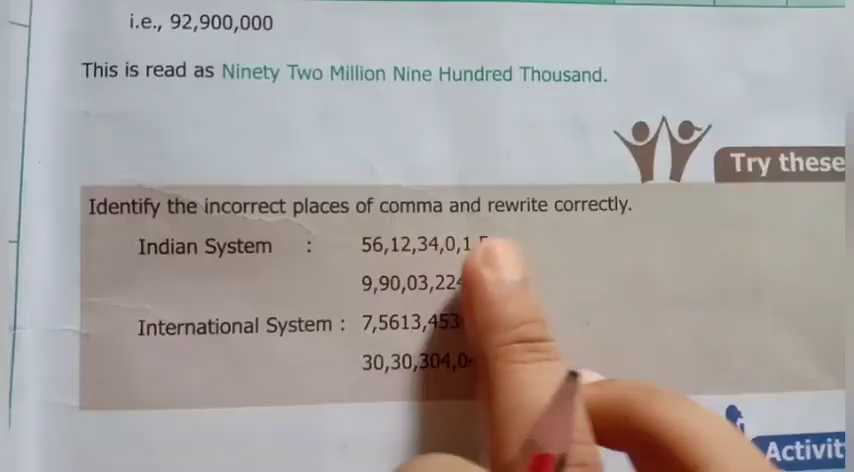 i.e., 92,900,000
This is read as Ninety Two Million Nine Hundred Thousand.
Try these
Identify the incorrect places of comma and rewrite correctly.
Indian System : 56,12,34,0,1
9,90,03,22
International System : 7,5613,453
30,30,304,0